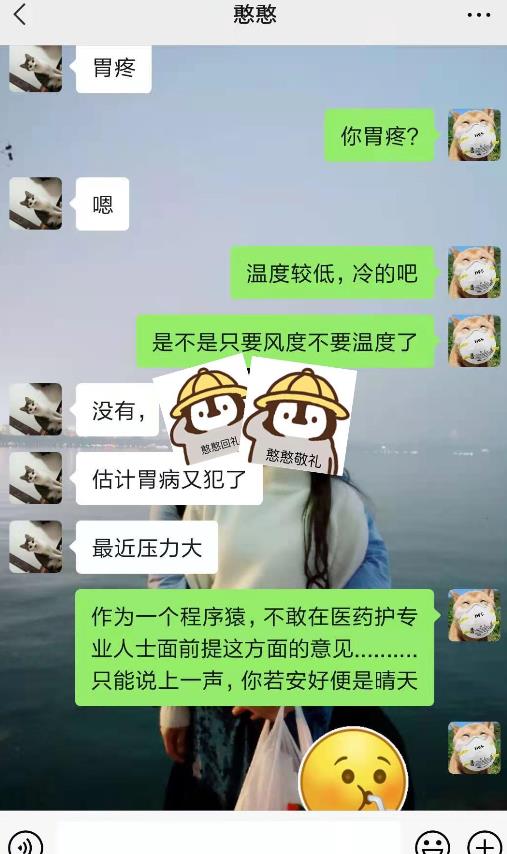 憨憨
胃疼
你胃疼?
嗯
温度较低，冷的吧
是不是只要风度不要温度了
没有，
憨憨回礼
憨憨敬礼
估计胃病又犯了
最近压力大
作为一个程序猿，不敢在医药护专
业人士面前提这方面的意见..........
只能说上一声，你若安好便是晴天